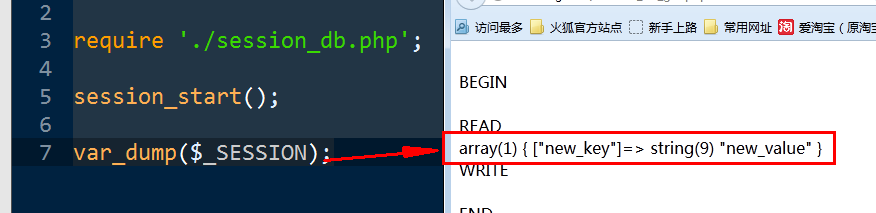 2
3 require './session_db.php';
4
5 session_start();
6
7 var_dump($_SESSION);
访问最多 火狐官方站点 新手上路 常用网址 淘 爱淘宝（原淘
BEGIN
READ
array(1) { ["new_key"]=> string(9) "new_value" }
WRITE
END